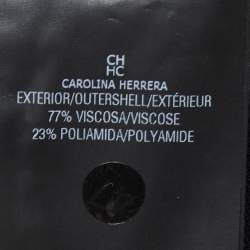 CH
HC
CAROLINA HERRERA
EXTERIOR/OUTERSHELL/EXTÉRIEUR
77% VISCOSA/VISCOSE
23% POLIAMIDA/POLYAMIDE